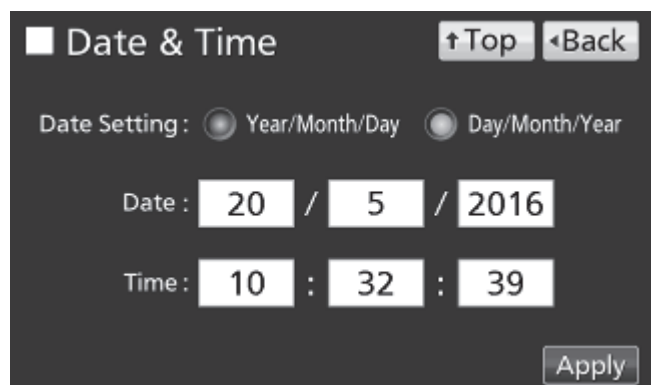 Date & Time ↑Top ◂Back
Date Setting : Year/Month/Day Day/Month/Year
Date : 20 / 5 / 2016
Time : 10 : 32 : 39
Apply